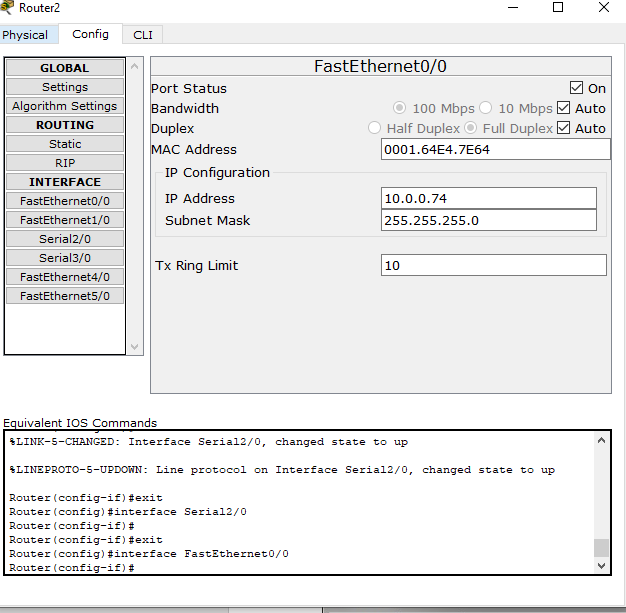 Router2
Physical Config CLI
GLOBAL
Settings
Algorithm Settings
ROUTING
Static
RIP
INTERFACE
FastEthernet0/0
FastEthernet1/0
Serial2/0
Serial3/0
FastEthernet4/0
FastEthernet5/0
FastEthernet0/0
Port Status On
Bandwidth 100 Mbps 10 Mbps Auto
Duplex Half Duplex Full Duplex Auto
MAC Address 0001.64E4.7E64
IP Configuration
IP Address 10.0.0.74
Subnet Mask 255.255.255.0
Tx Ring Limit 10
Equivalent IOS Commands
%LINK-5-CHANGED: Interface Serial2/0, changed state to up
%LINEPROTO-5-UPDOWN: Line protocol on Interface Serial2/0, changed state to up
Router(config-if)#exit
Router(config)#interface Serial2/0
Router(config-if)#
Router(config-if)#exit
Router(config)#interface FastEthernet0/0
Router(config-if)#